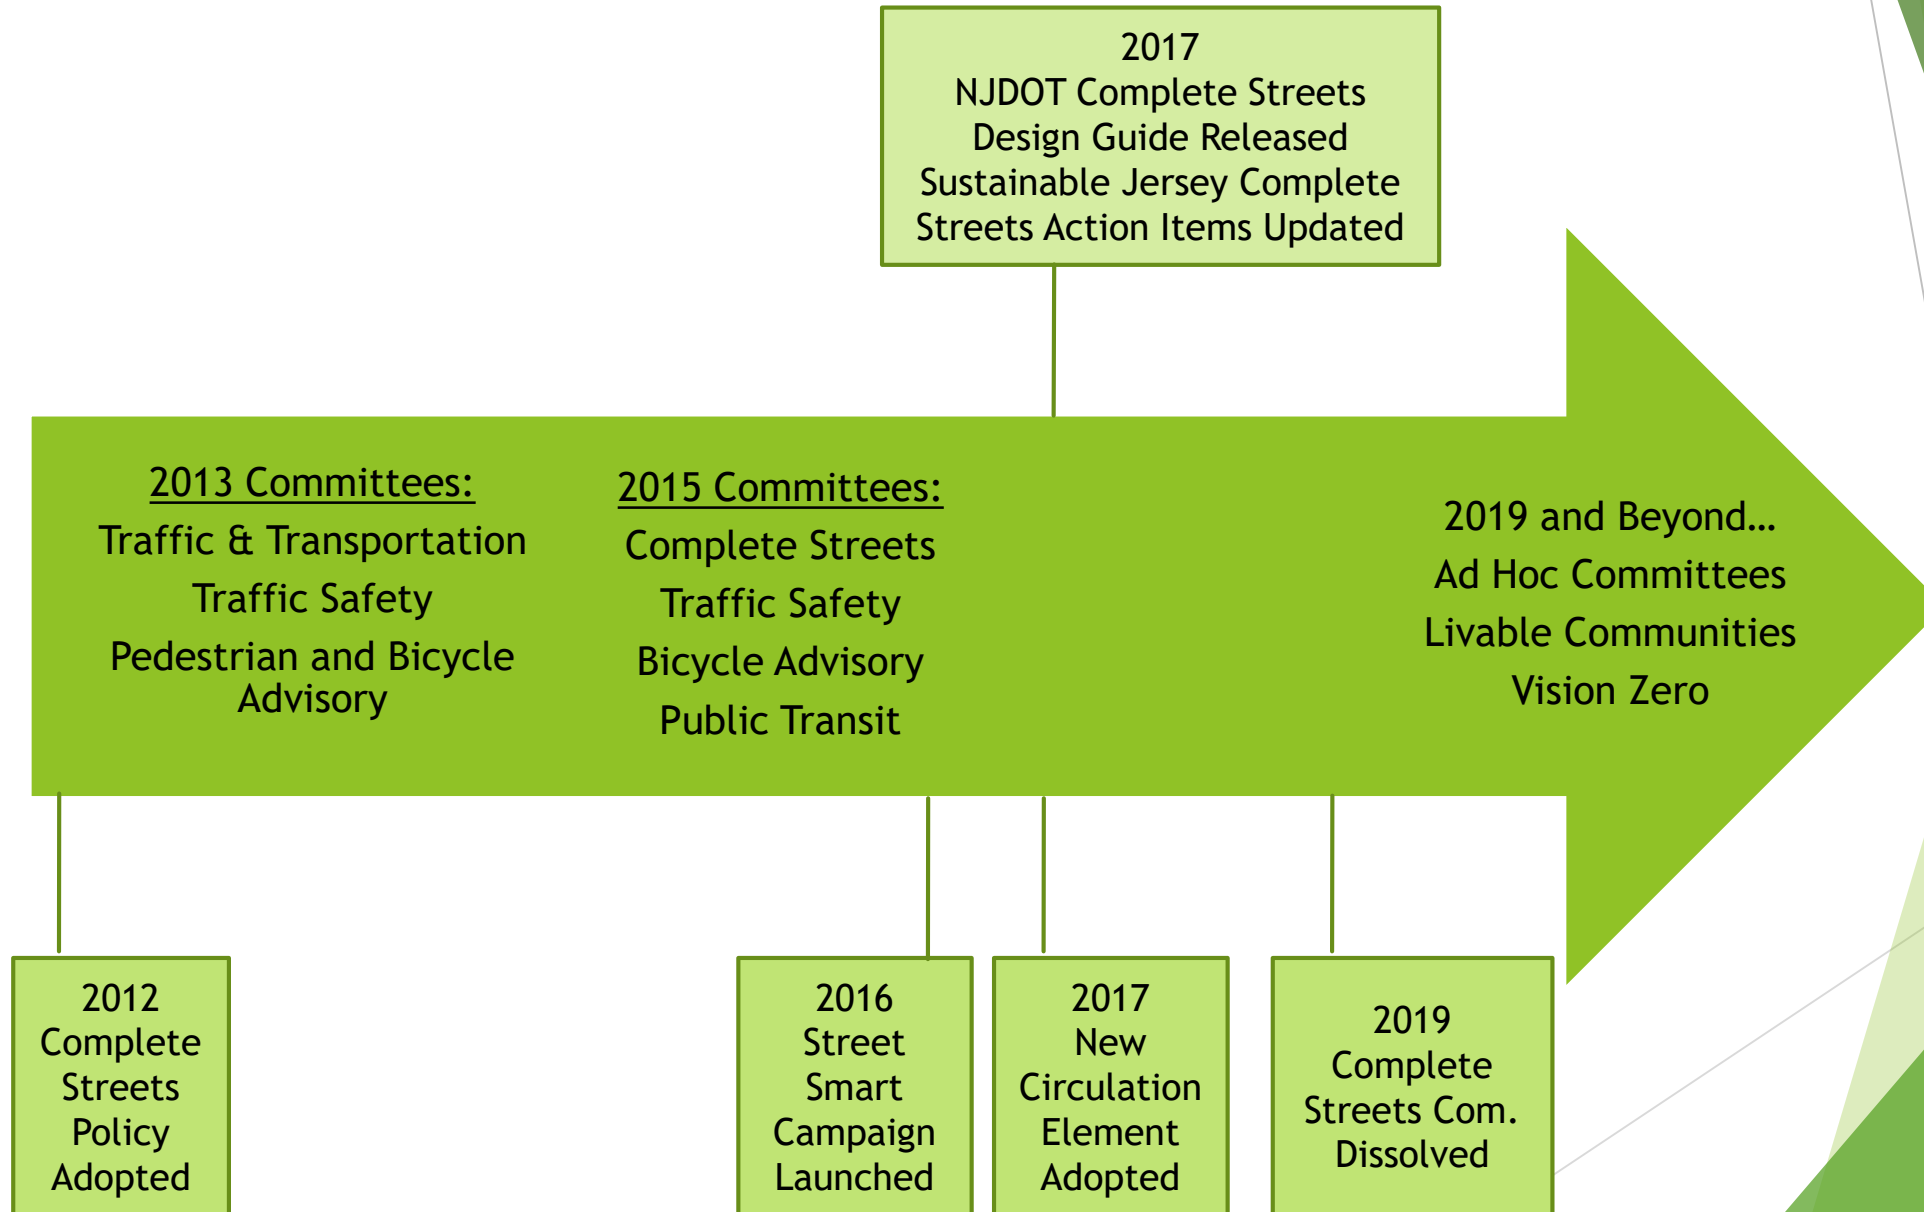 2017
NJDOT Complete Streets
Design Guide Released
Sustainable Jersey Complete
Streets Action Items Updated
2013 Committees:
Traffic & Transportation
Traffic Safety
Pedestrian and Bicycle
Advisory
2015 Committees:
Complete Streets
Traffic Safety
Bicycle Advisory
Public Transit
2019 and Beyond…
Ad Hoc Committees
Livable Communities
Vision Zero
2012
Complete
Streets
Policy
Adopted
2016
Street
Smart
Campaign
Launched
2017
New
Circulation
Element
Adopted
2019
Complete
Streets Com.
Dissolved